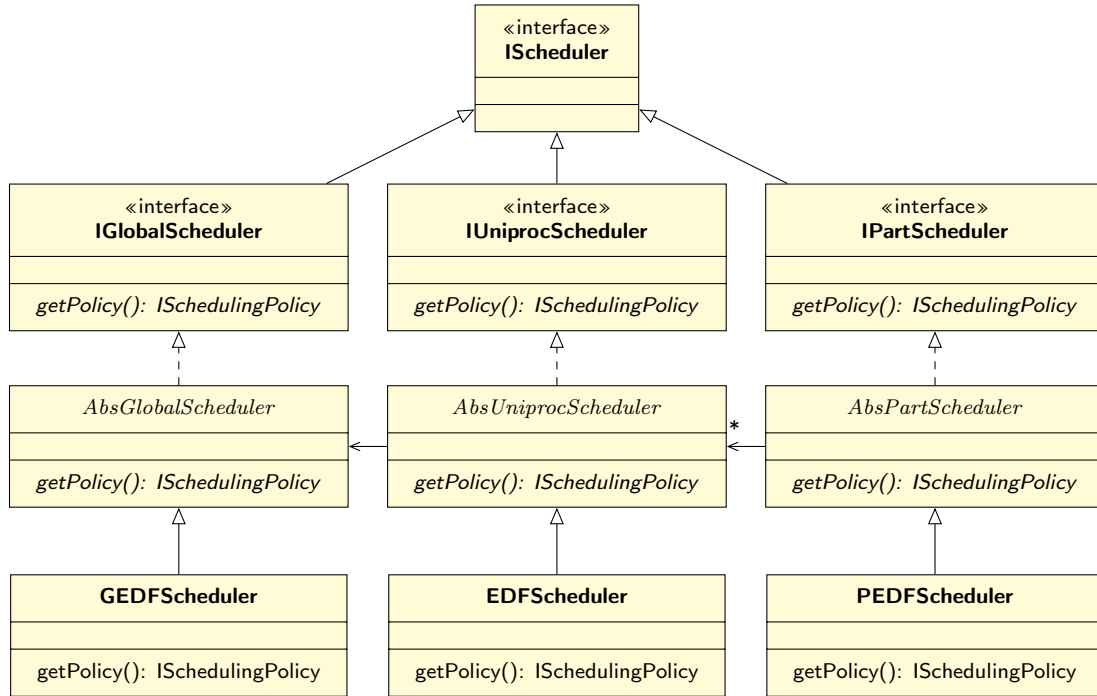 «interface»
IScheduler
«interface»
IGlobalScheduler
getPolicy(): ISchedulingPolicy
«interface»
IUniprocScheduler
getPolicy(): ISchedulingPolicy
«interface»
IPartScheduler
getPolicy(): ISchedulingPolicy
AbsGlobalScheduler
getPolicy(): ISchedulingPolicy
AbsUniprocScheduler
getPolicy(): ISchedulingPolicy
*
AbsPartScheduler
getPolicy(): ISchedulingPolicy
GEDFScheduler
getPolicy(): ISchedulingPolicy
EDFScheduler
getPolicy(): ISchedulingPolicy
PEDFScheduler
getPolicy(): ISchedulingPolicy